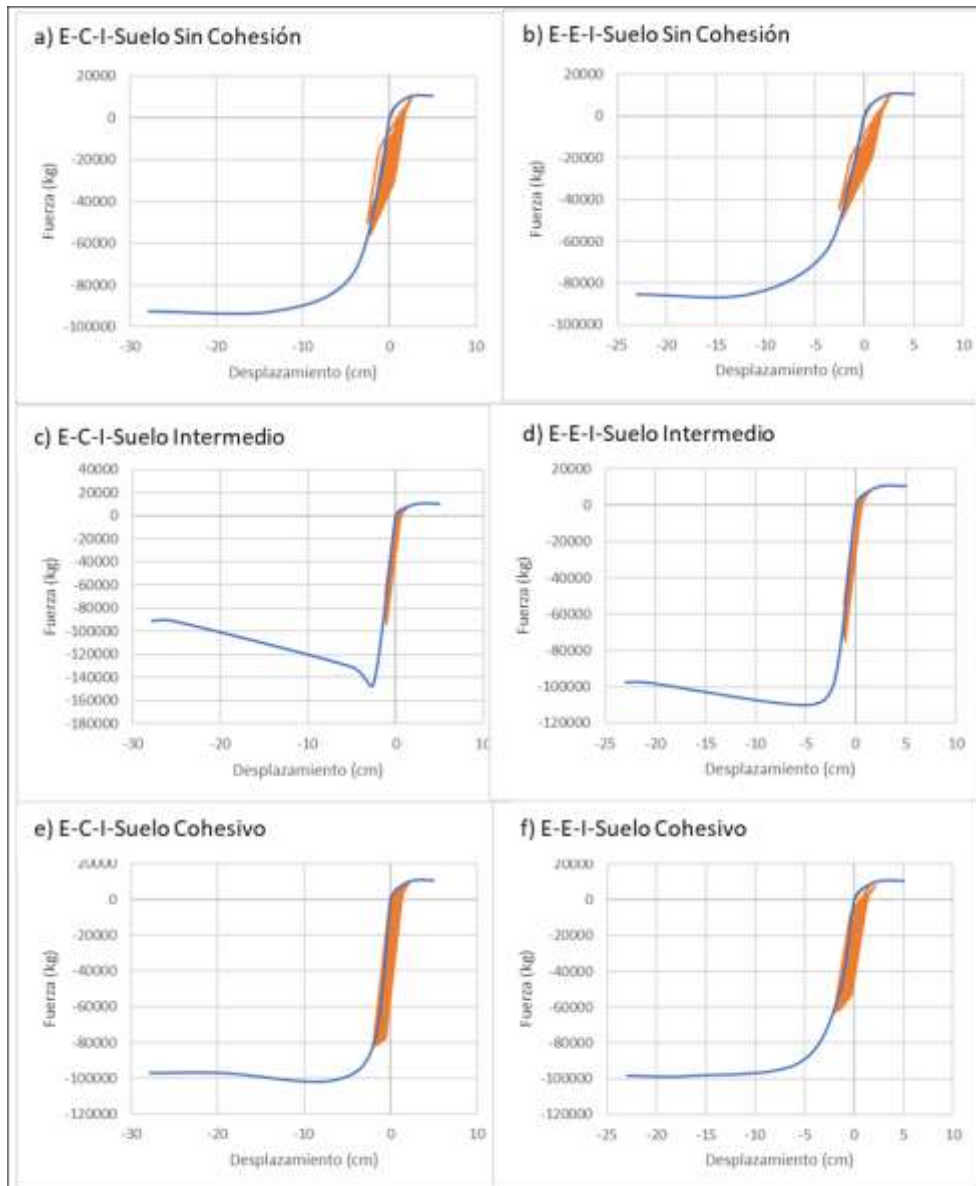 a) E-C-I-Suelo Sin Cohesión
20000
0
-20000
-40000
-60000
-80000
-100000
Fuerza (kg)
-30 -20 -10 0 10
Desplazamiento (cm)
b) E-E-I-Suelo Sin Cohesión
20000
0
-20000
-40000
-60000
-80000
-100000
Fuerza (kg)
-25 -20 -15 -10 -5 0 5 10
Desplazamiento (cm)
c) E-C-I-Suelo Intermedio
40000
20000
0
-20000
-40000
-60000
-80000
-100000
-120000
-140000
-160000
-180000
Fuerza (kg)
-30 -20 -10 0 10
Desplazamiento (cm)
d) E-E-I-Suelo Intermedio
20000
0
-20000
-40000
-60000
-80000
-100000
-120000
Fuerza (kg)
-25 -20 -15 -10 -5 0 5 10
Desplazamiento (cm)
e) E-C-I-Suelo Cohesivo
20000
0
-20000
-40000
-60000
-80000
-100000
-120000
Fuerza (kg)
-30 -20 -10 0 10
Desplazamiento (cm)
f) E-E-I-Suelo Cohesivo
20000
0
-20000
-40000
-60000
-80000
-100000
-120000
Fuerza (kg)
-25 -20 -15 -10 -5 0 5 10
Desplazamiento (cm)